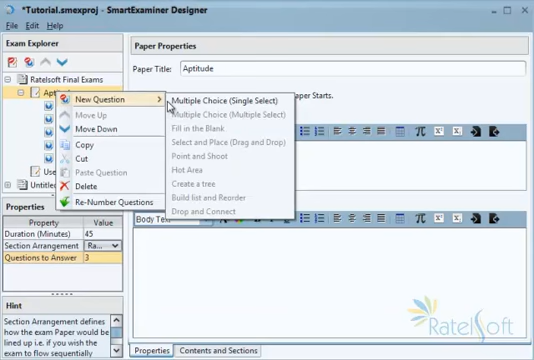 *Tutorial.smexproj - SmartExaminer Designer
File Edit Help
Exam Explorer
Ratelsoft Final Exams
New Question
Move Up
Move Down
Copy
Cut
Paste Question
Delete
Re-Number Questions
Multiple Choice (Single Select)
Multiple Choice (Multiple Select)
Fill in the Blank
Select and Place (Drag and Drop)
Point and Shoot
Hot Area
Create a tree
Build list and Reorder
Drop and Connect
Paper Properties
Paper Title: Aptitude
Paper Starts.
Body Text
Properties
Property Value
Duration (Minutes) 45
Section Arrangement Ra...
Questions to Answer 3
Hint
Section Arrangement defines
how the exam Paper would be
lined up i.e. if you wish the
exam to flow sequentially
RatelSoft
Properties Contents and Sections